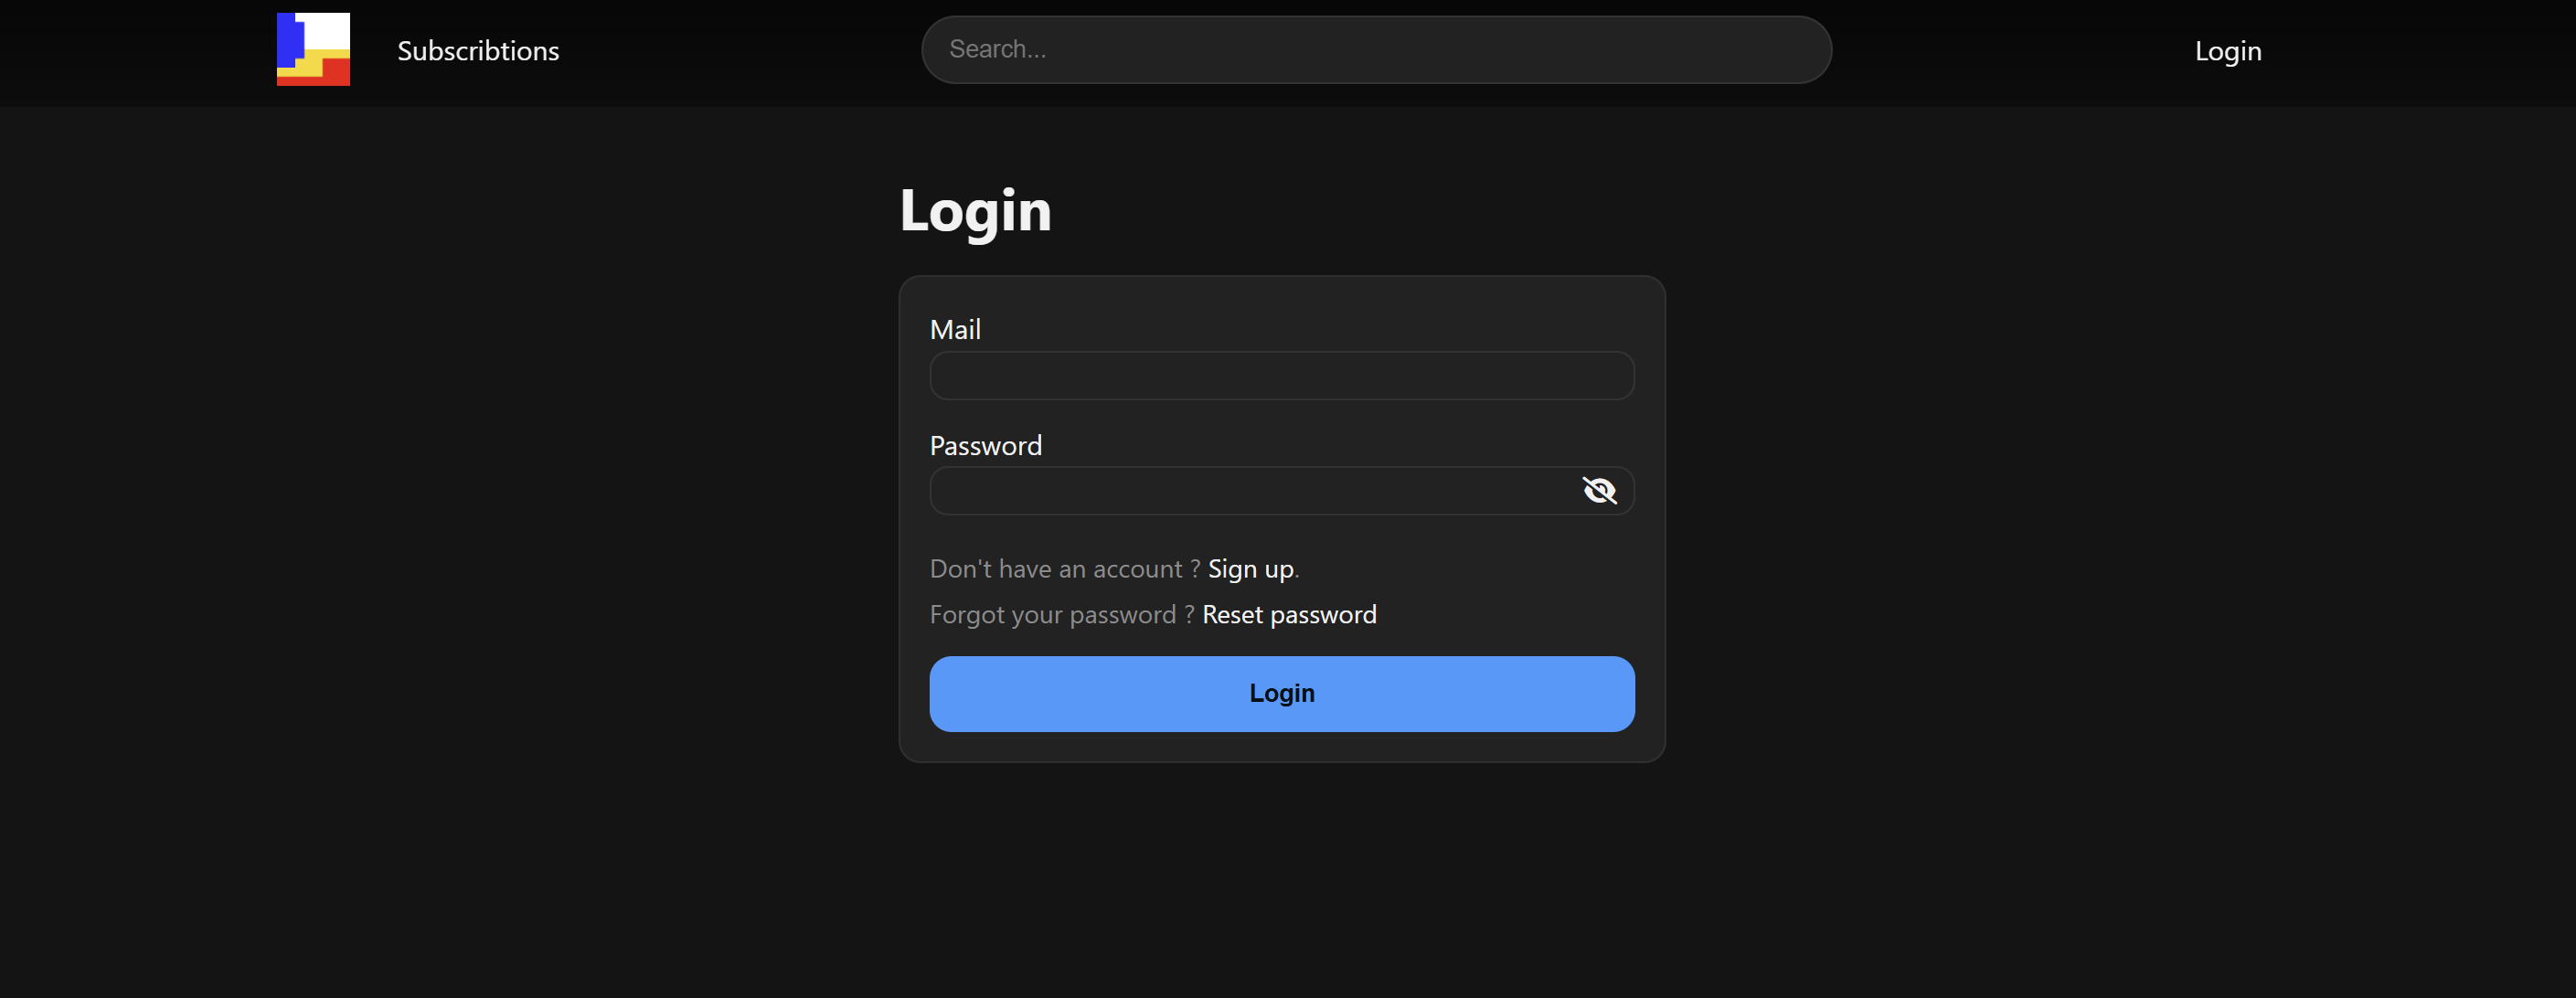 Subscribtions
Search...
Login
Login
Mail
Password
Don't have an account ? Sign up.
Forgot your password ? Reset password
Login